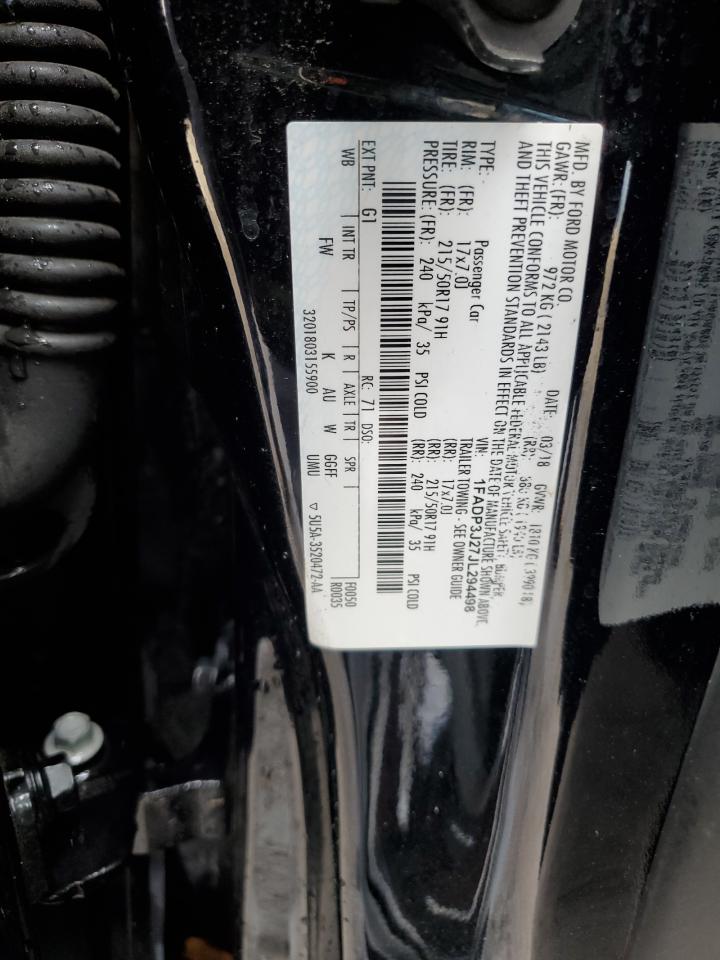 MFD. BY FORD MOTOR CO. DATE: 03/18 GVWR: 1810 KG
GAWR: (FR): 972 KG ( 2143 LB) (RR):
THIS VEHICLE CONFORMS TO ALL APPLICABLE FEDERAL MOTOR VEHICLE SAFETY, BUMPER,
AND THEFT PREVENTION STANDARDS IN EFFECT ON THE DATE OF MANUFACTURE SHOWN ABOVE.
VIN: 1FADP3J27JL294498
TYPE: Passenger Car TRAILER TOWING - SEE OWNER GUIDE
RIM: (FR): 17x7.0J (RR): 17x7.0J
TIRE: (FR): 215/50R17 91H (RR): 215/50R17 91H
PRESSURE: (FR): 240 kPa/ 35 PSI COLD (RR): 240 kPa/ 35 PSI COLD
EXT PNT: G1 RC: 71 DSO: F0050
R0035
WB INT TR TP/PS R AXLE TR SPR
FW K AU W GGFF UMU ▽ 5U5A-3520472-AA
3201803155900